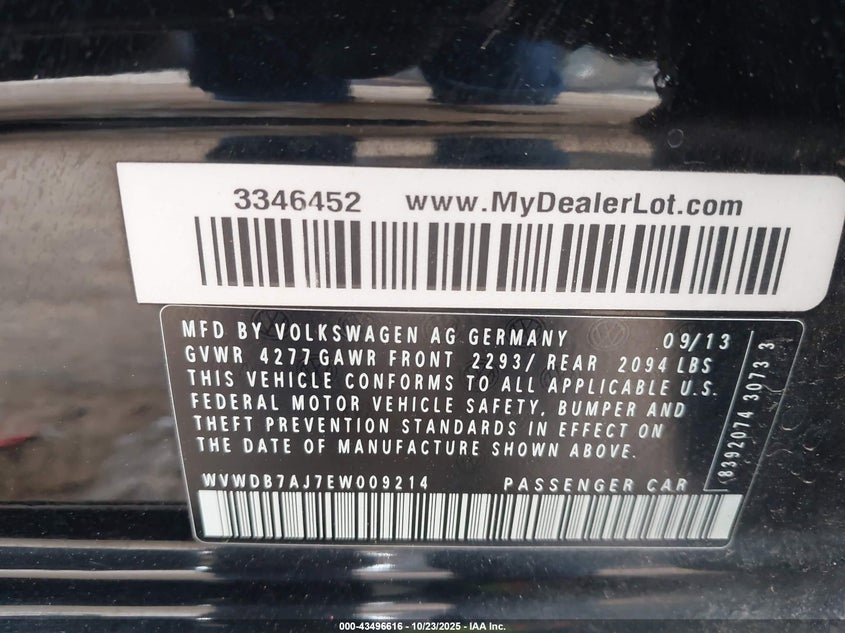 3346452 www.MyDealerLot.com
MFD BY VOLKSWAGEN AG GERMANY 09/13
GVWR 4277 GAWR FRONT 2293/ REAR 2094 LBS
THIS VEHICLE CONFORMS TO ALL APPLICABLE U.S.
FEDERAL MOTOR VEHICLE SAFETY, BUMPER AND
THEFT PREVENTION STANDARDS IN EFFECT ON
THE DATE OF MANUFACTURE SHOWN ABOVE.
WVWDB7AJ7EW009214 PASSENGER CAR
8392074 3073 3
000-43496616 - 10/23/2025 - IAA Inc.